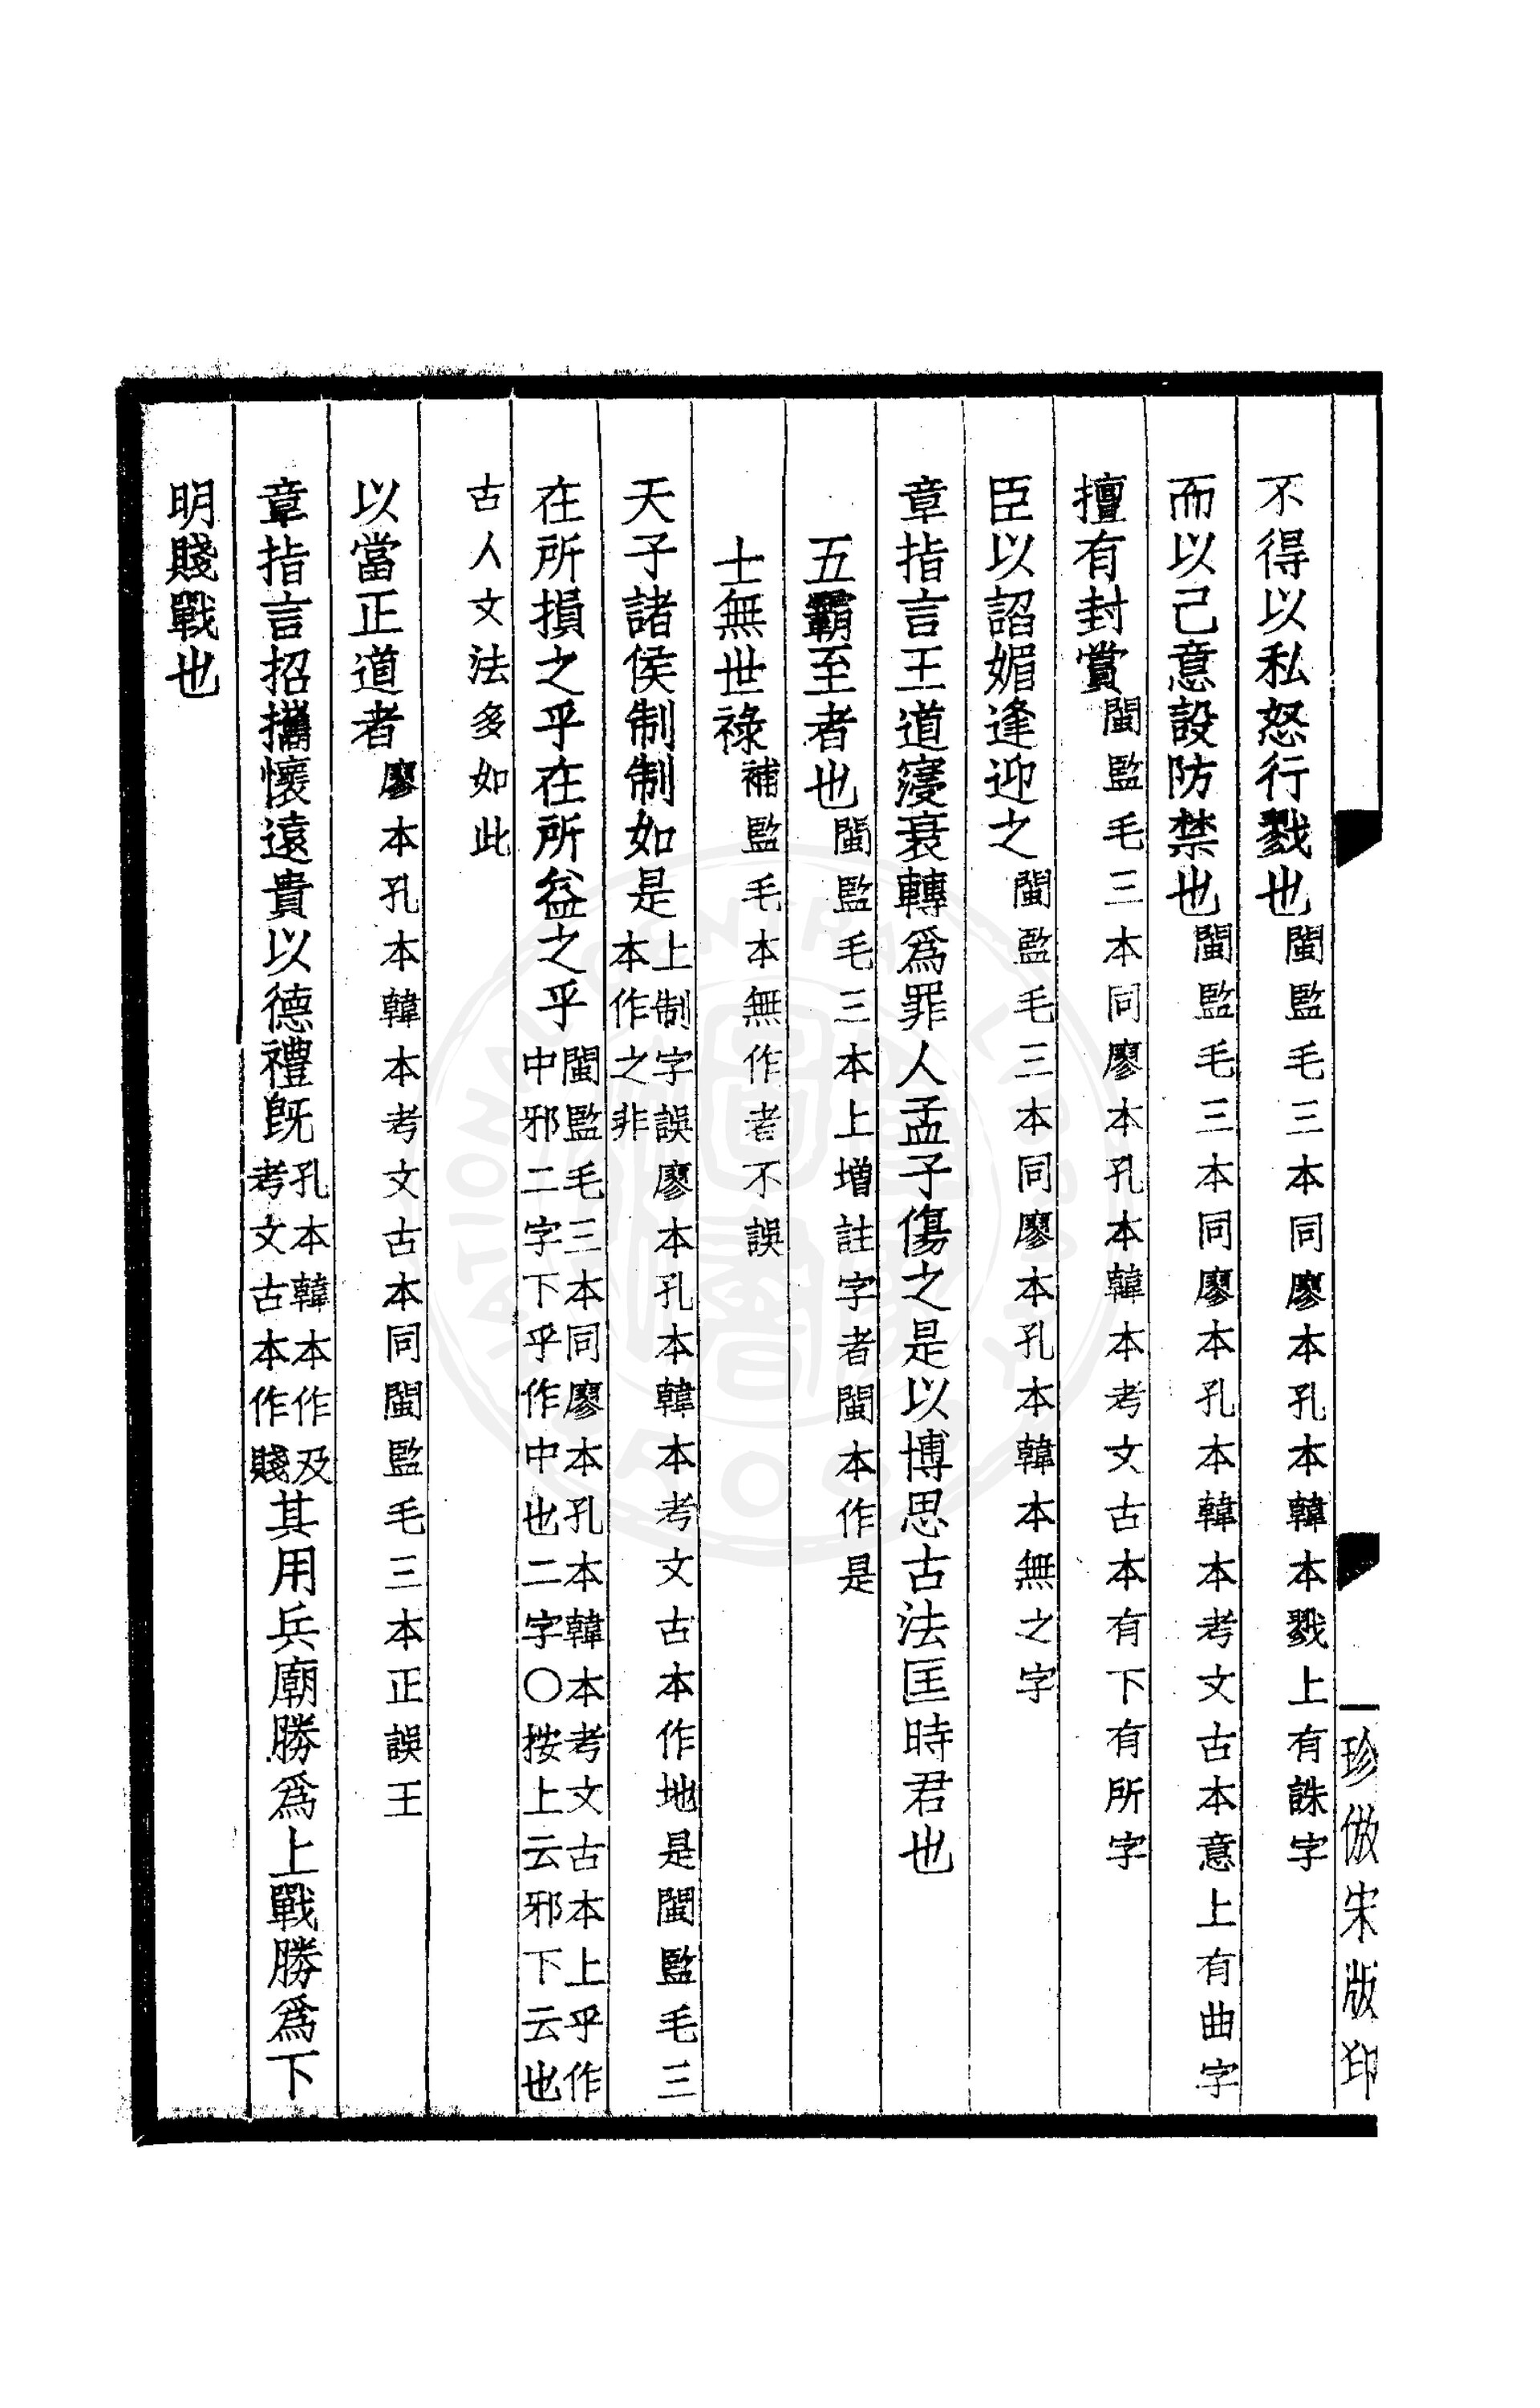 不得以私怒行戮也閩監毛三本同廖本孔本韓本戮上有誅字
而以己意設防禁也閩監毛三本同廖本孔本韓本考文古本意上有曲字
擅有封賞閩監毛三本同廖本孔本韓本考文古本有下有所字
臣以諂媚逢迎之閩監毛三本同廖本孔本韓本無之字
章指言王道寖衰轉爲罪人孟子傷之是以博思古法匡時君也
五霸至者也閩監毛三本上增註字者閩本作是
士無世祿補監毛本無作者不誤
天子諸侯制制如是上制字誤廖本孔本韓本考文古本作地是閩監毛三本作之非
在所損之乎在所益之乎閩監毛三本同廖本孔本韓本考文古本上乎作中邪二字下乎作中也二字○按上云邪下云也
古人文法多如此
以當正道者廖本孔本韓本考文古本同閩監毛三本正誤王
章指言招攜懷遠貴以德禮旣孔本韓本作及考文古本作賤其用兵廟勝爲上戰勝爲下
明賤戰也
珍倣宋版印